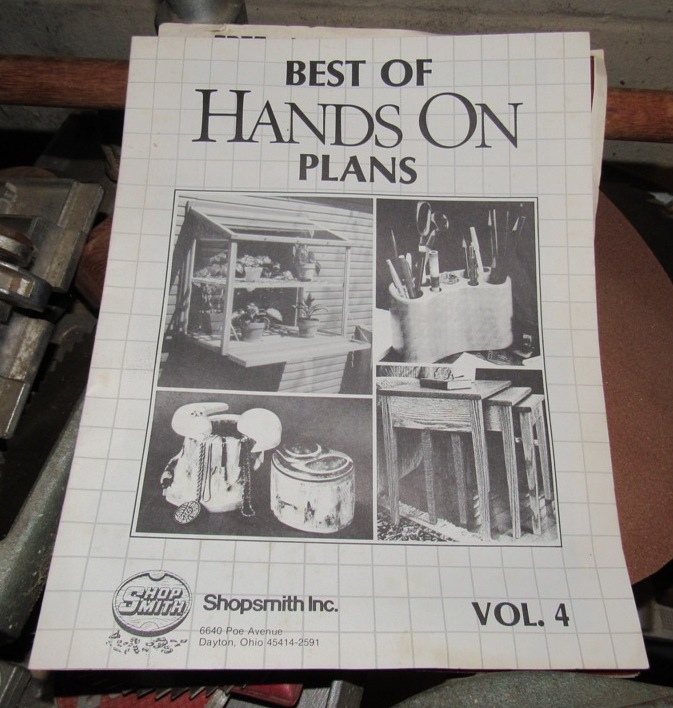 BEST OF
HANDS ON
PLANS
SHOP
SMITH
Shopsmith Inc.
6640 Poe Avenue
Dayton, Ohio 45414-2591
VOL. 4